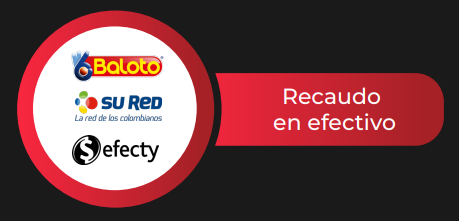 Baloto
su Red
La red de los colombianos
$efecty
Recaudo
en efectivo